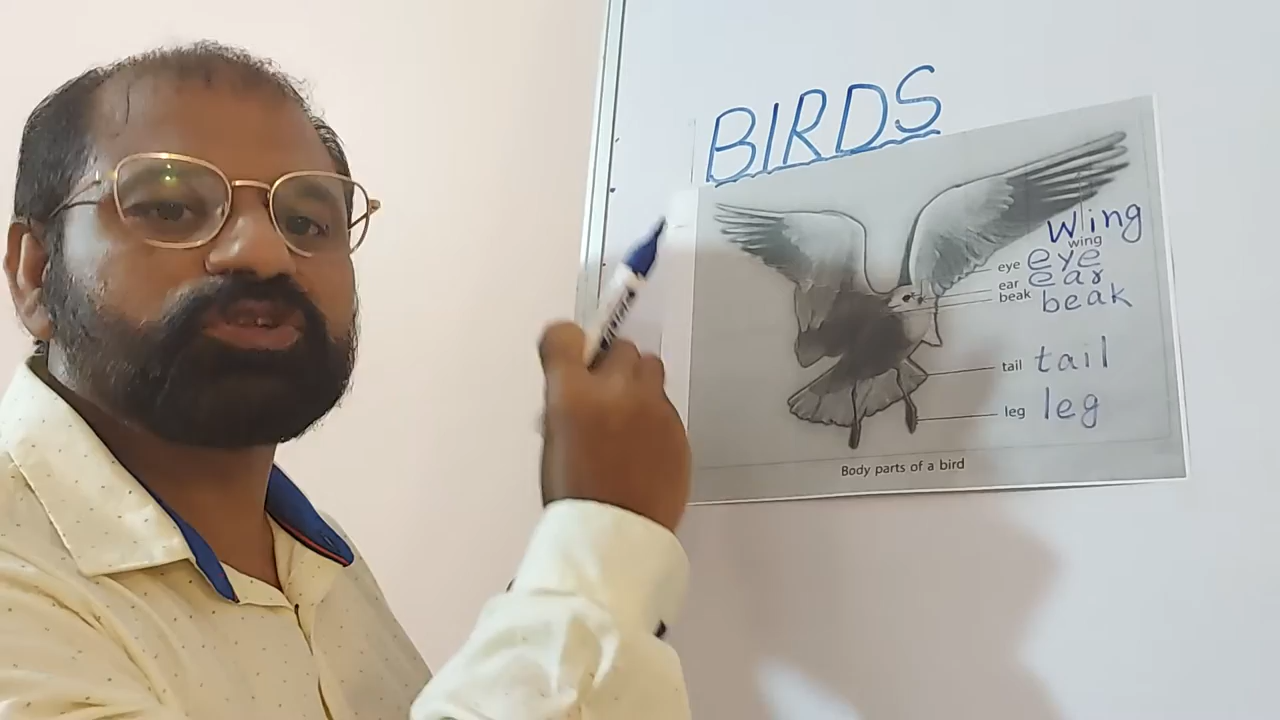 BIRDS
wing
wing
eye eye
ear ear
beak beak
tail tail
leg leg
Body parts of a bird